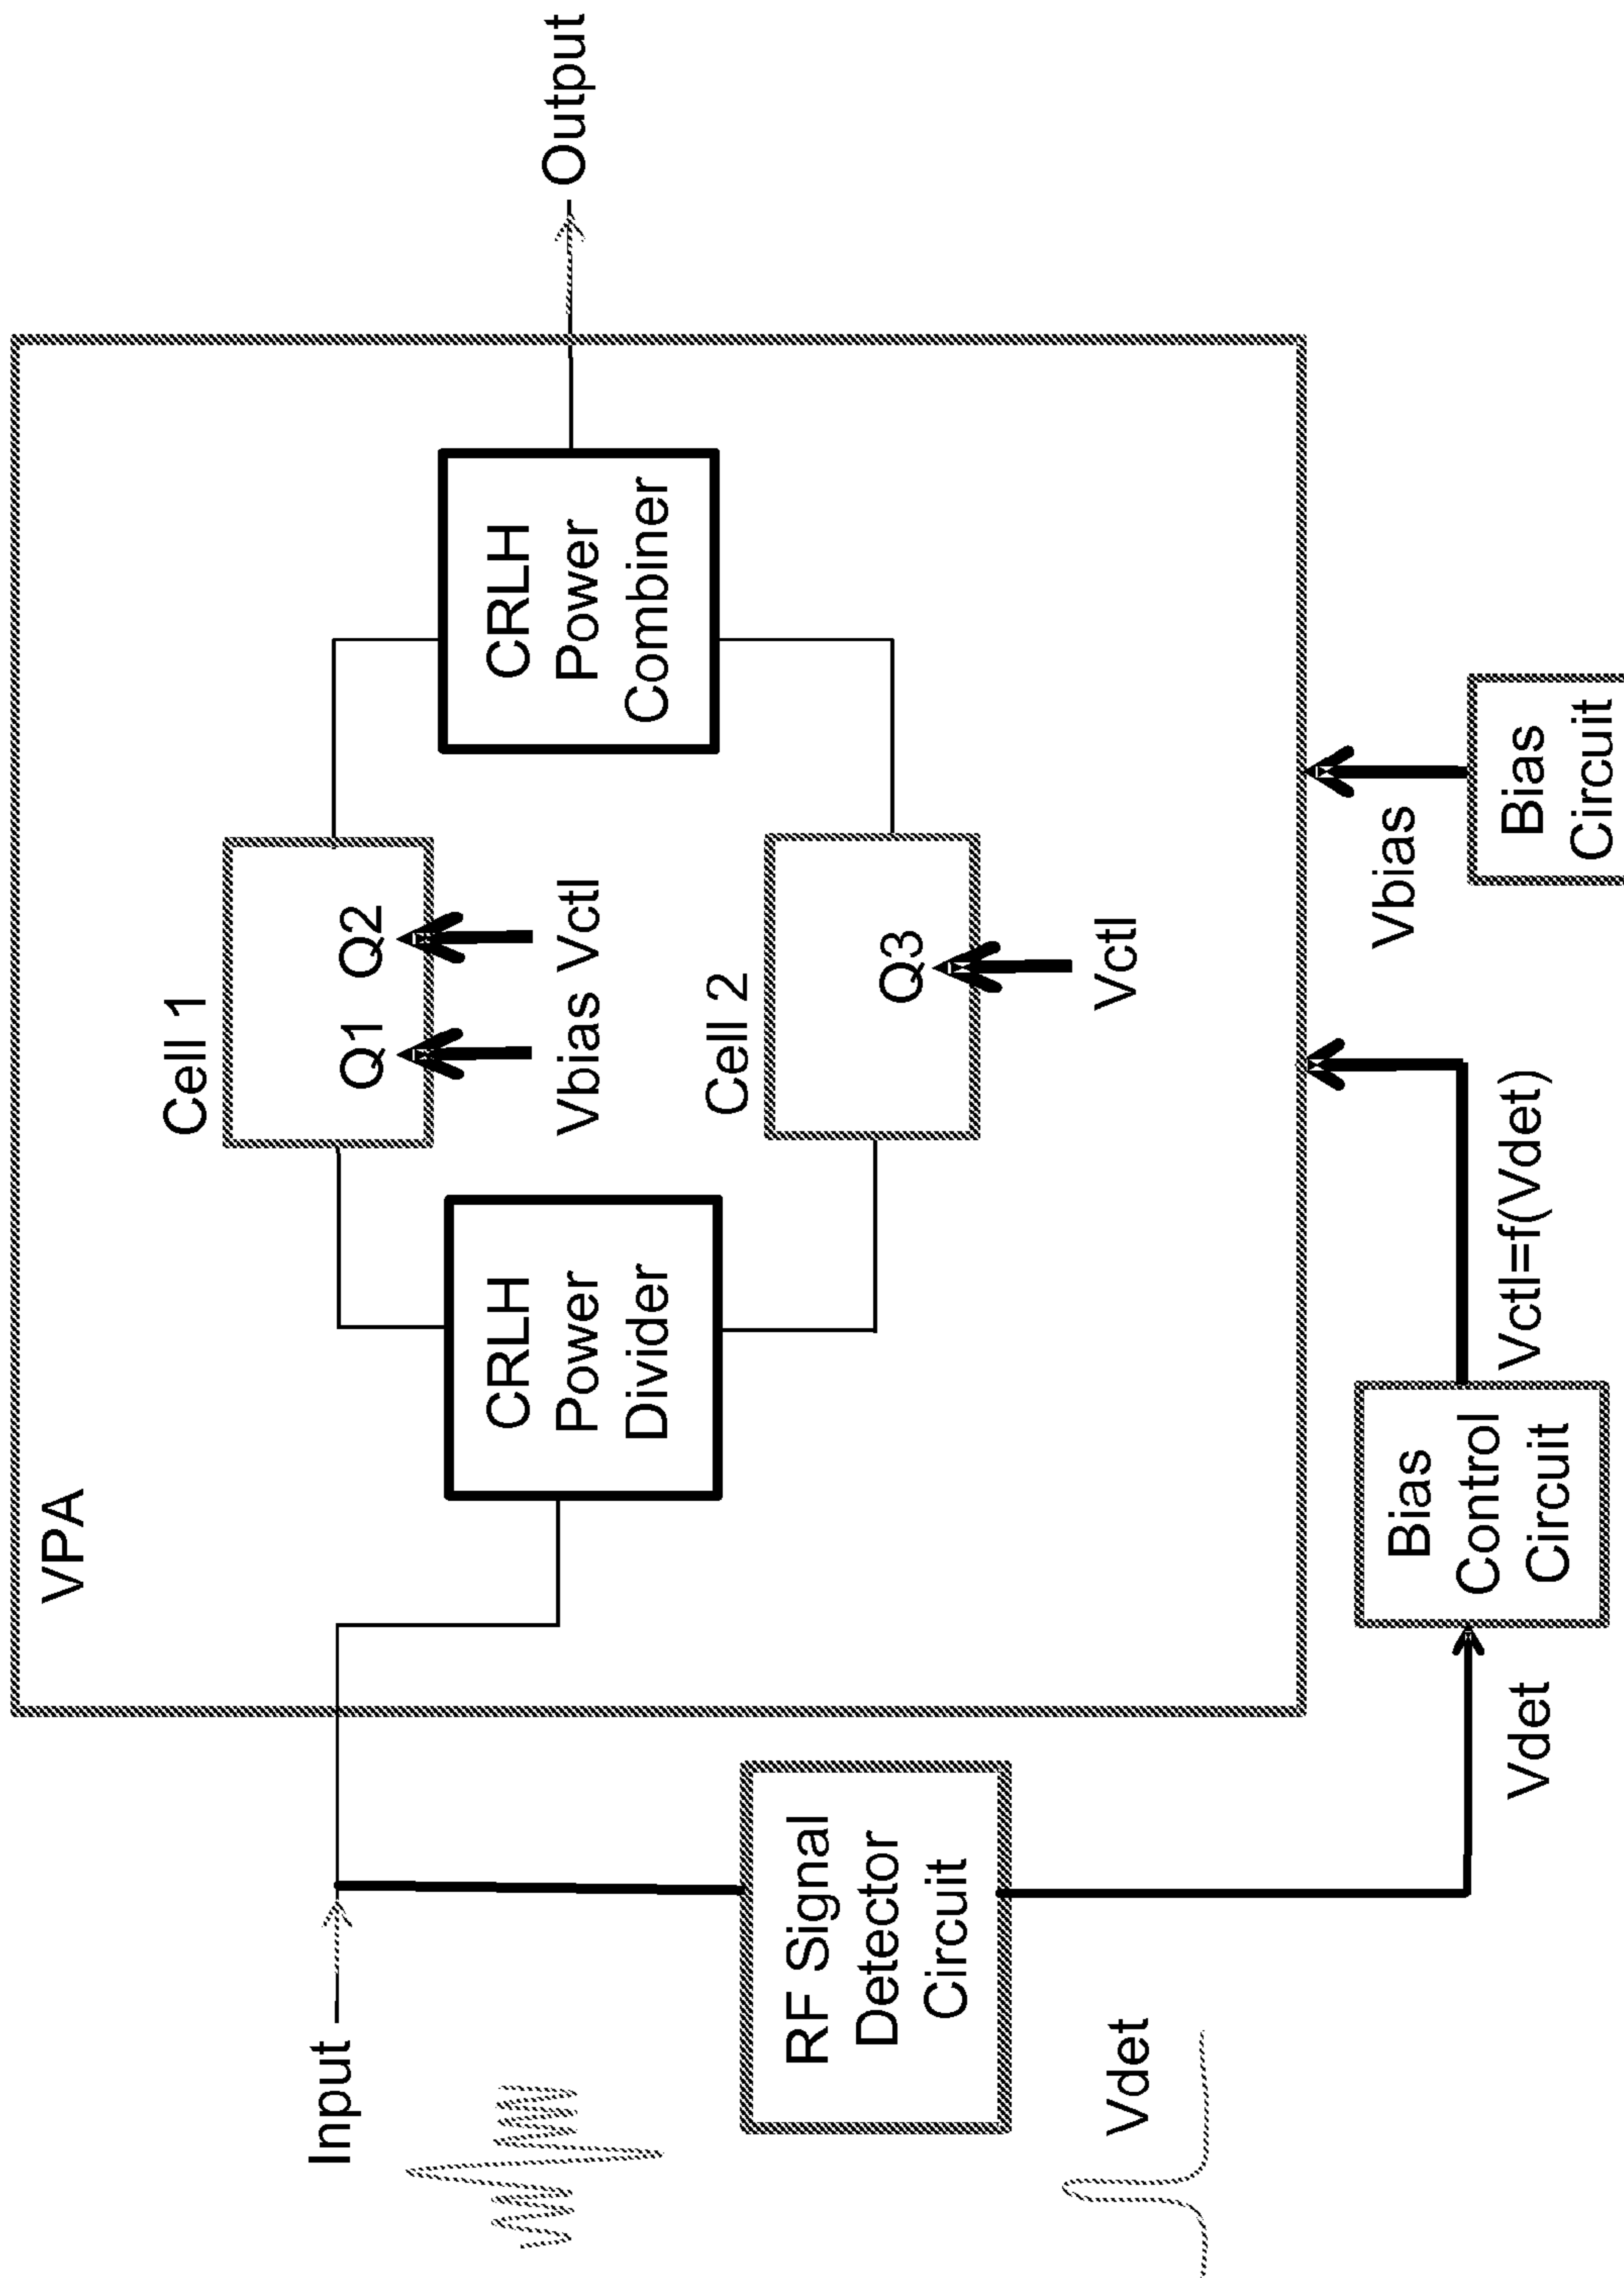 VPA
Cell 1
Q1 Q2
Vbias Vctl
CRLH
Power
Divider
CRLH
Power
Combiner
Output
Cell 2
Q3
Vctl
Input
RF Signal
Detector
Circuit
Vdet
Vdet
Bias
Control
Circuit
Vctl=f(Vdet)
Vbias
Bias
Circuit